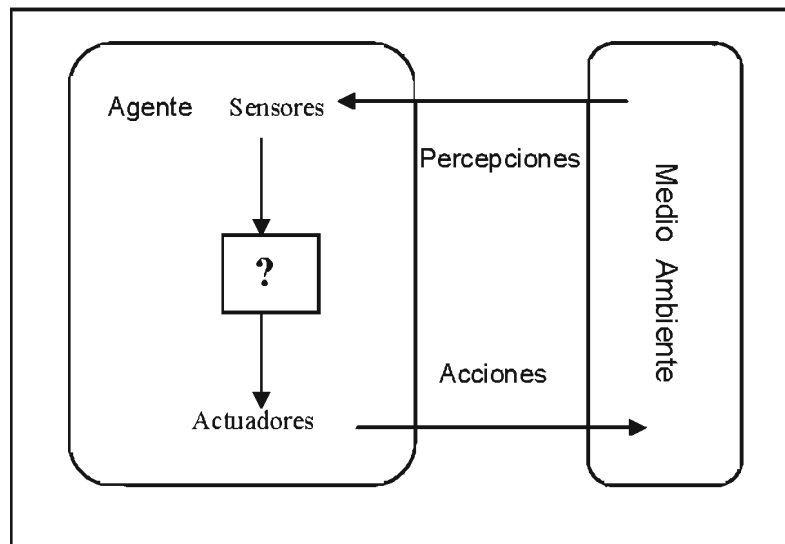 Agente Sensores
Percepciones
?
Medio Ambiente
Acciones
Actuadores